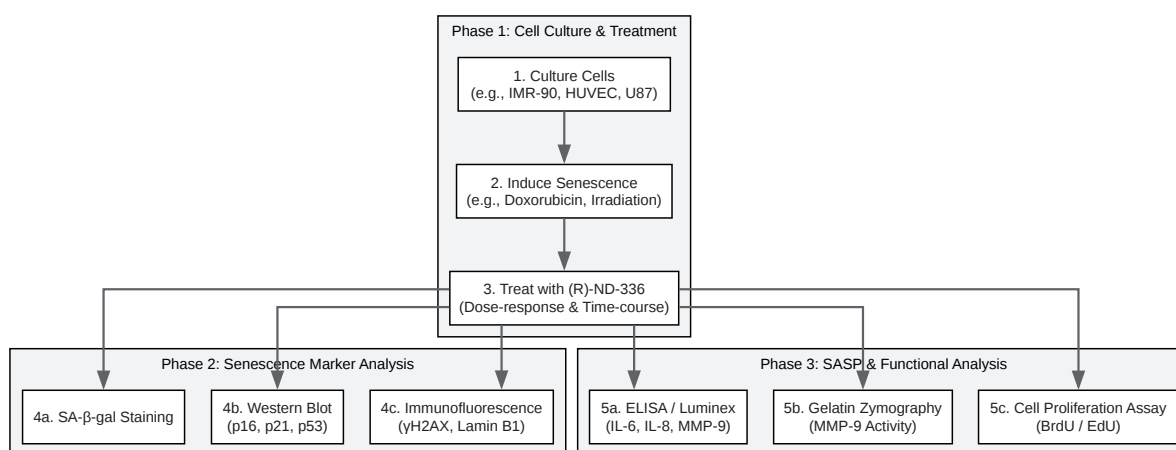 Phase 1: Cell Culture & Treatment
1. Culture Cells
(e.g., IMR-90, HUVEC, U87)
2. Induce Senescence
(e.g., Doxorubicin, Irradiation)
3. Treat with (R)-ND-336
(Dose-response & Time-course)
Phase 2: Senescence Marker Analysis
4a. SA-β-gal Staining
4b. Western Blot
(p16, p21, p53)
4c. Immunofluorescence
(γH2AX, Lamin B1)
Phase 3: SASP & Functional Analysis
5a. ELISA / Luminex
(IL-6, IL-8, MMP-9)
5b. Gelatin Zymography
(MMP-9 Activity)
5c. Cell Proliferation Assay
(BrdU / EdU)